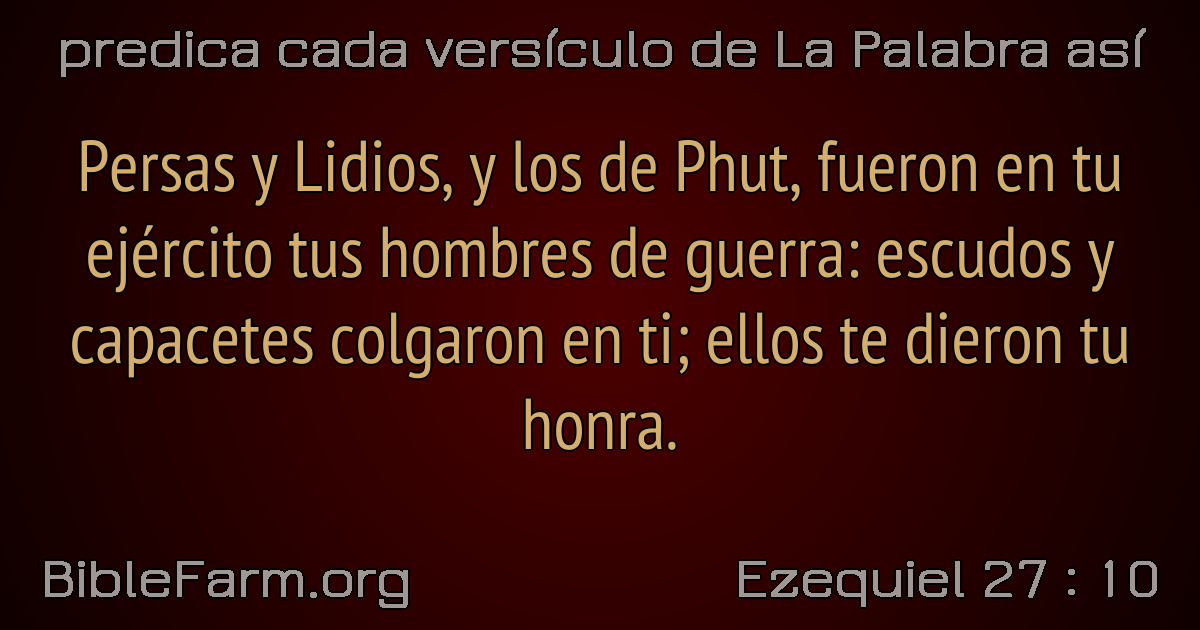 predica cada versículo de La Palabra así
Persas y Lidios, y los de Phut, fueron en tu
ejército tus hombres de guerra: escudos y
capacetes colgaron en ti; ellos te dieron tu
honra.
BibleFarm.org
Ezequiel 27 : 10